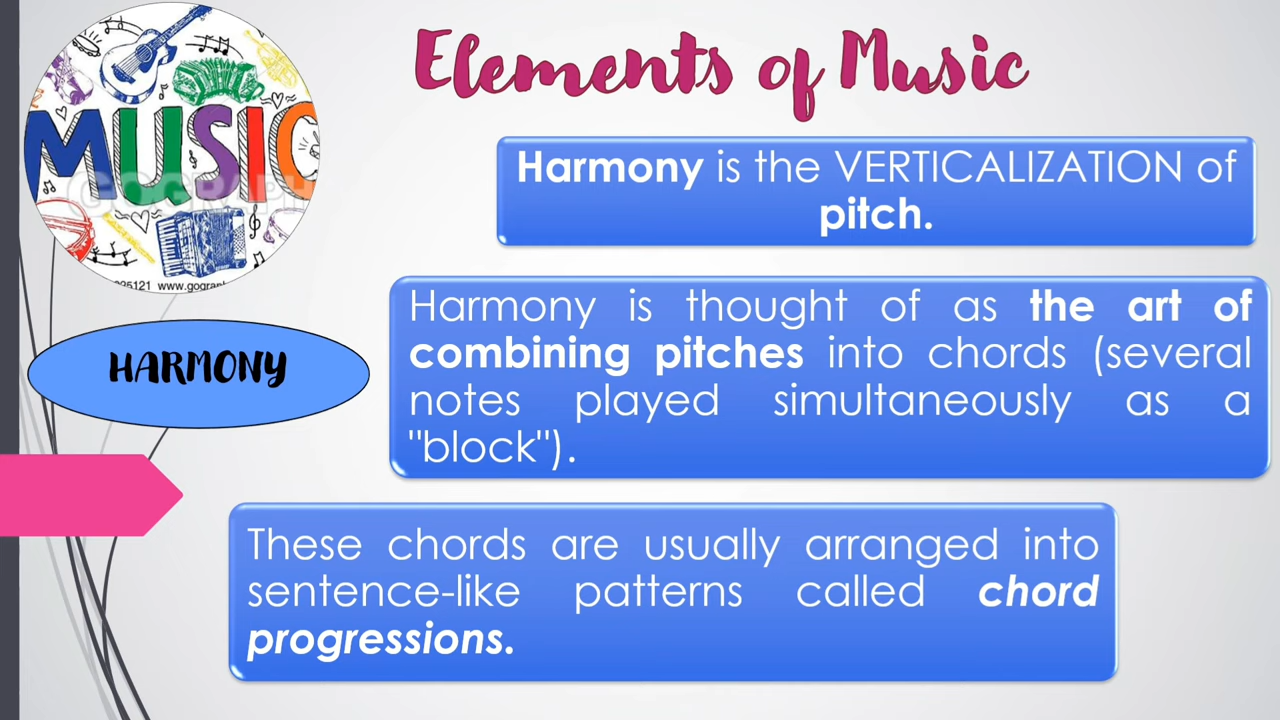 Elements of Music
MUSIC
GOGRAPH
Harmony is the VERTICALIZATION of
pitch.
Harmony is thought of as the art of
combining pitches into chords (several
notes played simultaneously as a
"block").
HARMONY
These chords are usually arranged into
sentence-like patterns called chord
progressions.